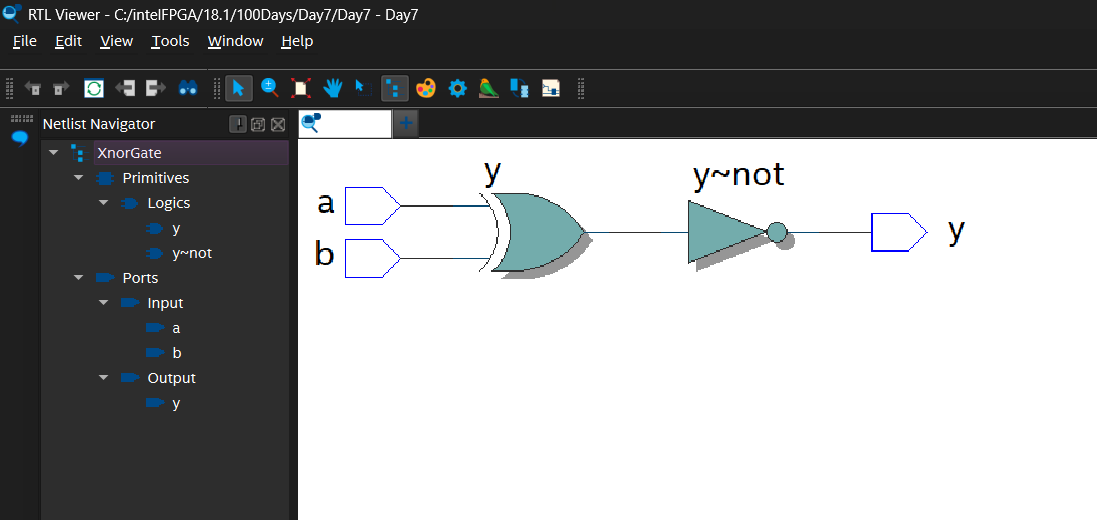 RTL Viewer - C:/intelFPGA/18.1/100Days/Day7/Day7 - Day7
File Edit View Tools Window Help
Netlist Navigator
XnorGate
Primitives
Logics
y
y~not
Ports
Input
a
b
Output
y
y
y~not
a
b
y